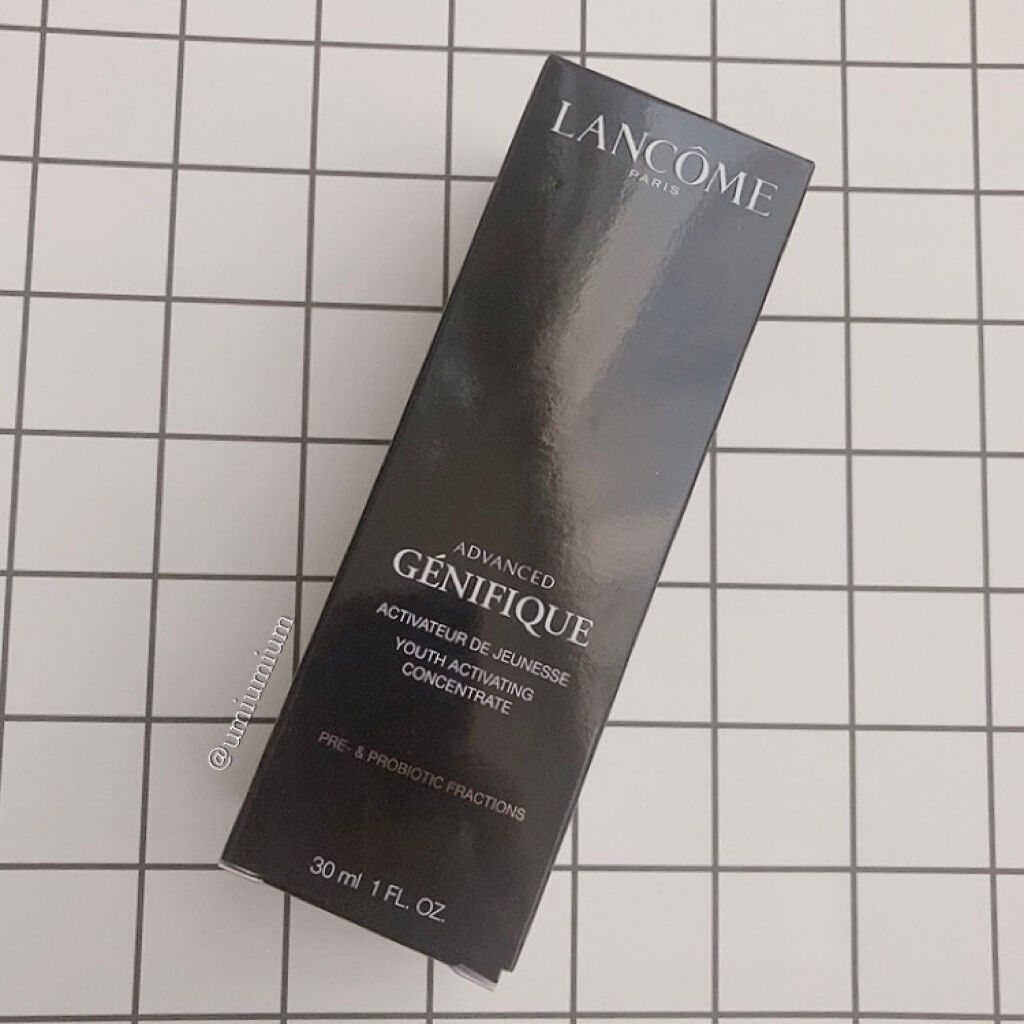 LANCÔME
PARIS
ADVANCED
GÉNIFIQUE
ACTIVATEUR DE JEUNESSE
YOUTH ACTIVATING
CONCENTRATE
PRE- & PROBIOTIC FRACTIONS
30 ml 1 FL. OZ.
@umiumium